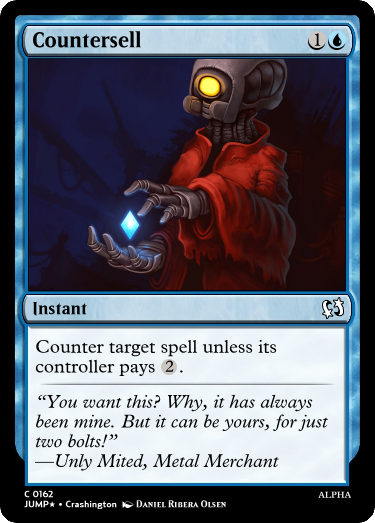 Countersell 1
Instant
Counter target spell unless its
controller pays 2.
“You want this? Why, it has always
been mine. But it can be yours, for just
two bolts!”
—Unly Mited, Metal Merchant
C 0162 ALPHA
JUMP★ • Crashington DANIEL RIBERA OLSEN